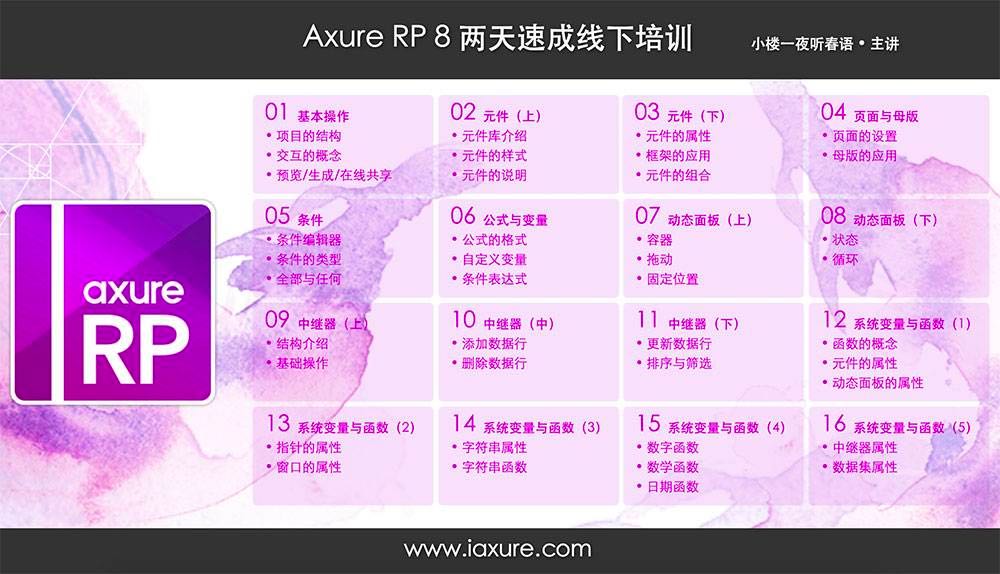 Axure RP 8 两天速成线下培训
小楼一夜听春语 • 主讲
axure
RP
01 基本操作
• 项目的结构
• 交互的概念
• 预览/生成/在线共享
02 元件（上）
• 元件库介绍
• 元件的样式
• 元件的说明
03 元件（下）
• 元件的属性
• 框架的应用
• 元件的组合
04 页面与母版
• 页面的设置
• 母版的应用
05 条件
• 条件编辑器
• 条件的类型
• 全部与任何
06 公式与变量
• 公式的格式
• 自定义变量
• 条件表达式
07 动态面板（上）
• 容器
• 拖动
• 固定位置
08 动态面板（下）
• 状态
• 循环
09 中继器（上）
• 结构介绍
• 基础操作
10 中继器（中）
• 添加数据行
• 删除数据行
11 中继器（下）
• 更新数据行
• 排序与筛选
12 系统变量与函数（1）
• 函数的概念
• 元件的属性
• 动态面板的属性
13 系统变量与函数（2）
• 指针的属性
• 窗口的属性
14 系统变量与函数（3）
• 字符串属性
• 字符串函数
15 系统变量与函数（4）
• 数字函数
• 数学函数
• 日期函数
16 系统变量与函数（5）
• 中继器属性
• 数据集属性
www.iaxure.com